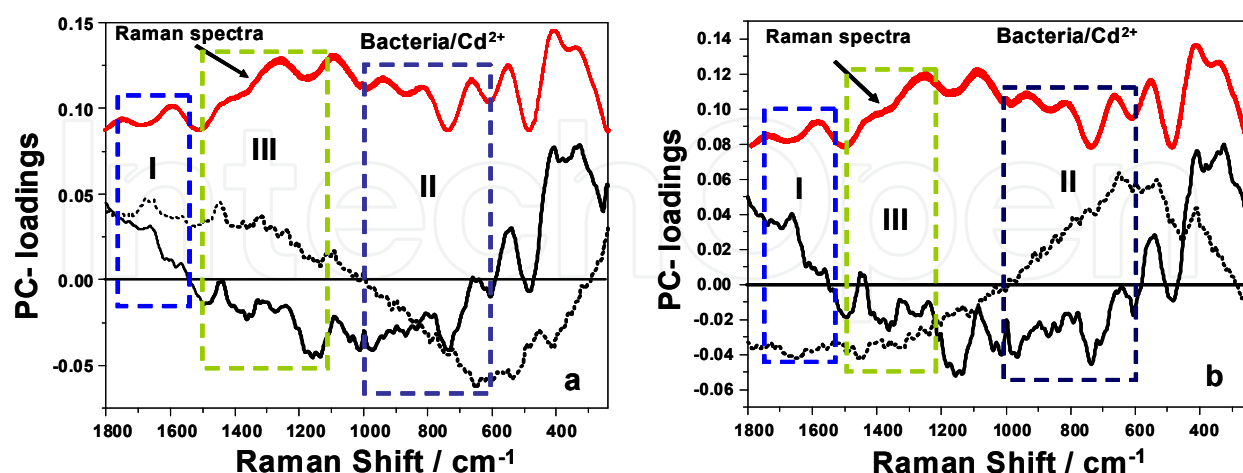 0.15
0.10
0.05
0.00
-0.05
PC- loadings
Raman spectra
Bacteria/Cd²⁺
I
III
II
a
1800 1600 1400 1200 1000 800 600 400
Raman Shift / cm⁻¹
0.14
0.12
0.10
0.08
0.06
0.04
0.02
0.00
-0.02
-0.04
-0.06
PC- loadings
Raman spectra
Bacteria/Cd²⁺
I
III
II
b
1800 1600 1400 1200 1000 800 600 400
Raman Shift / cm⁻¹
ntechOpen